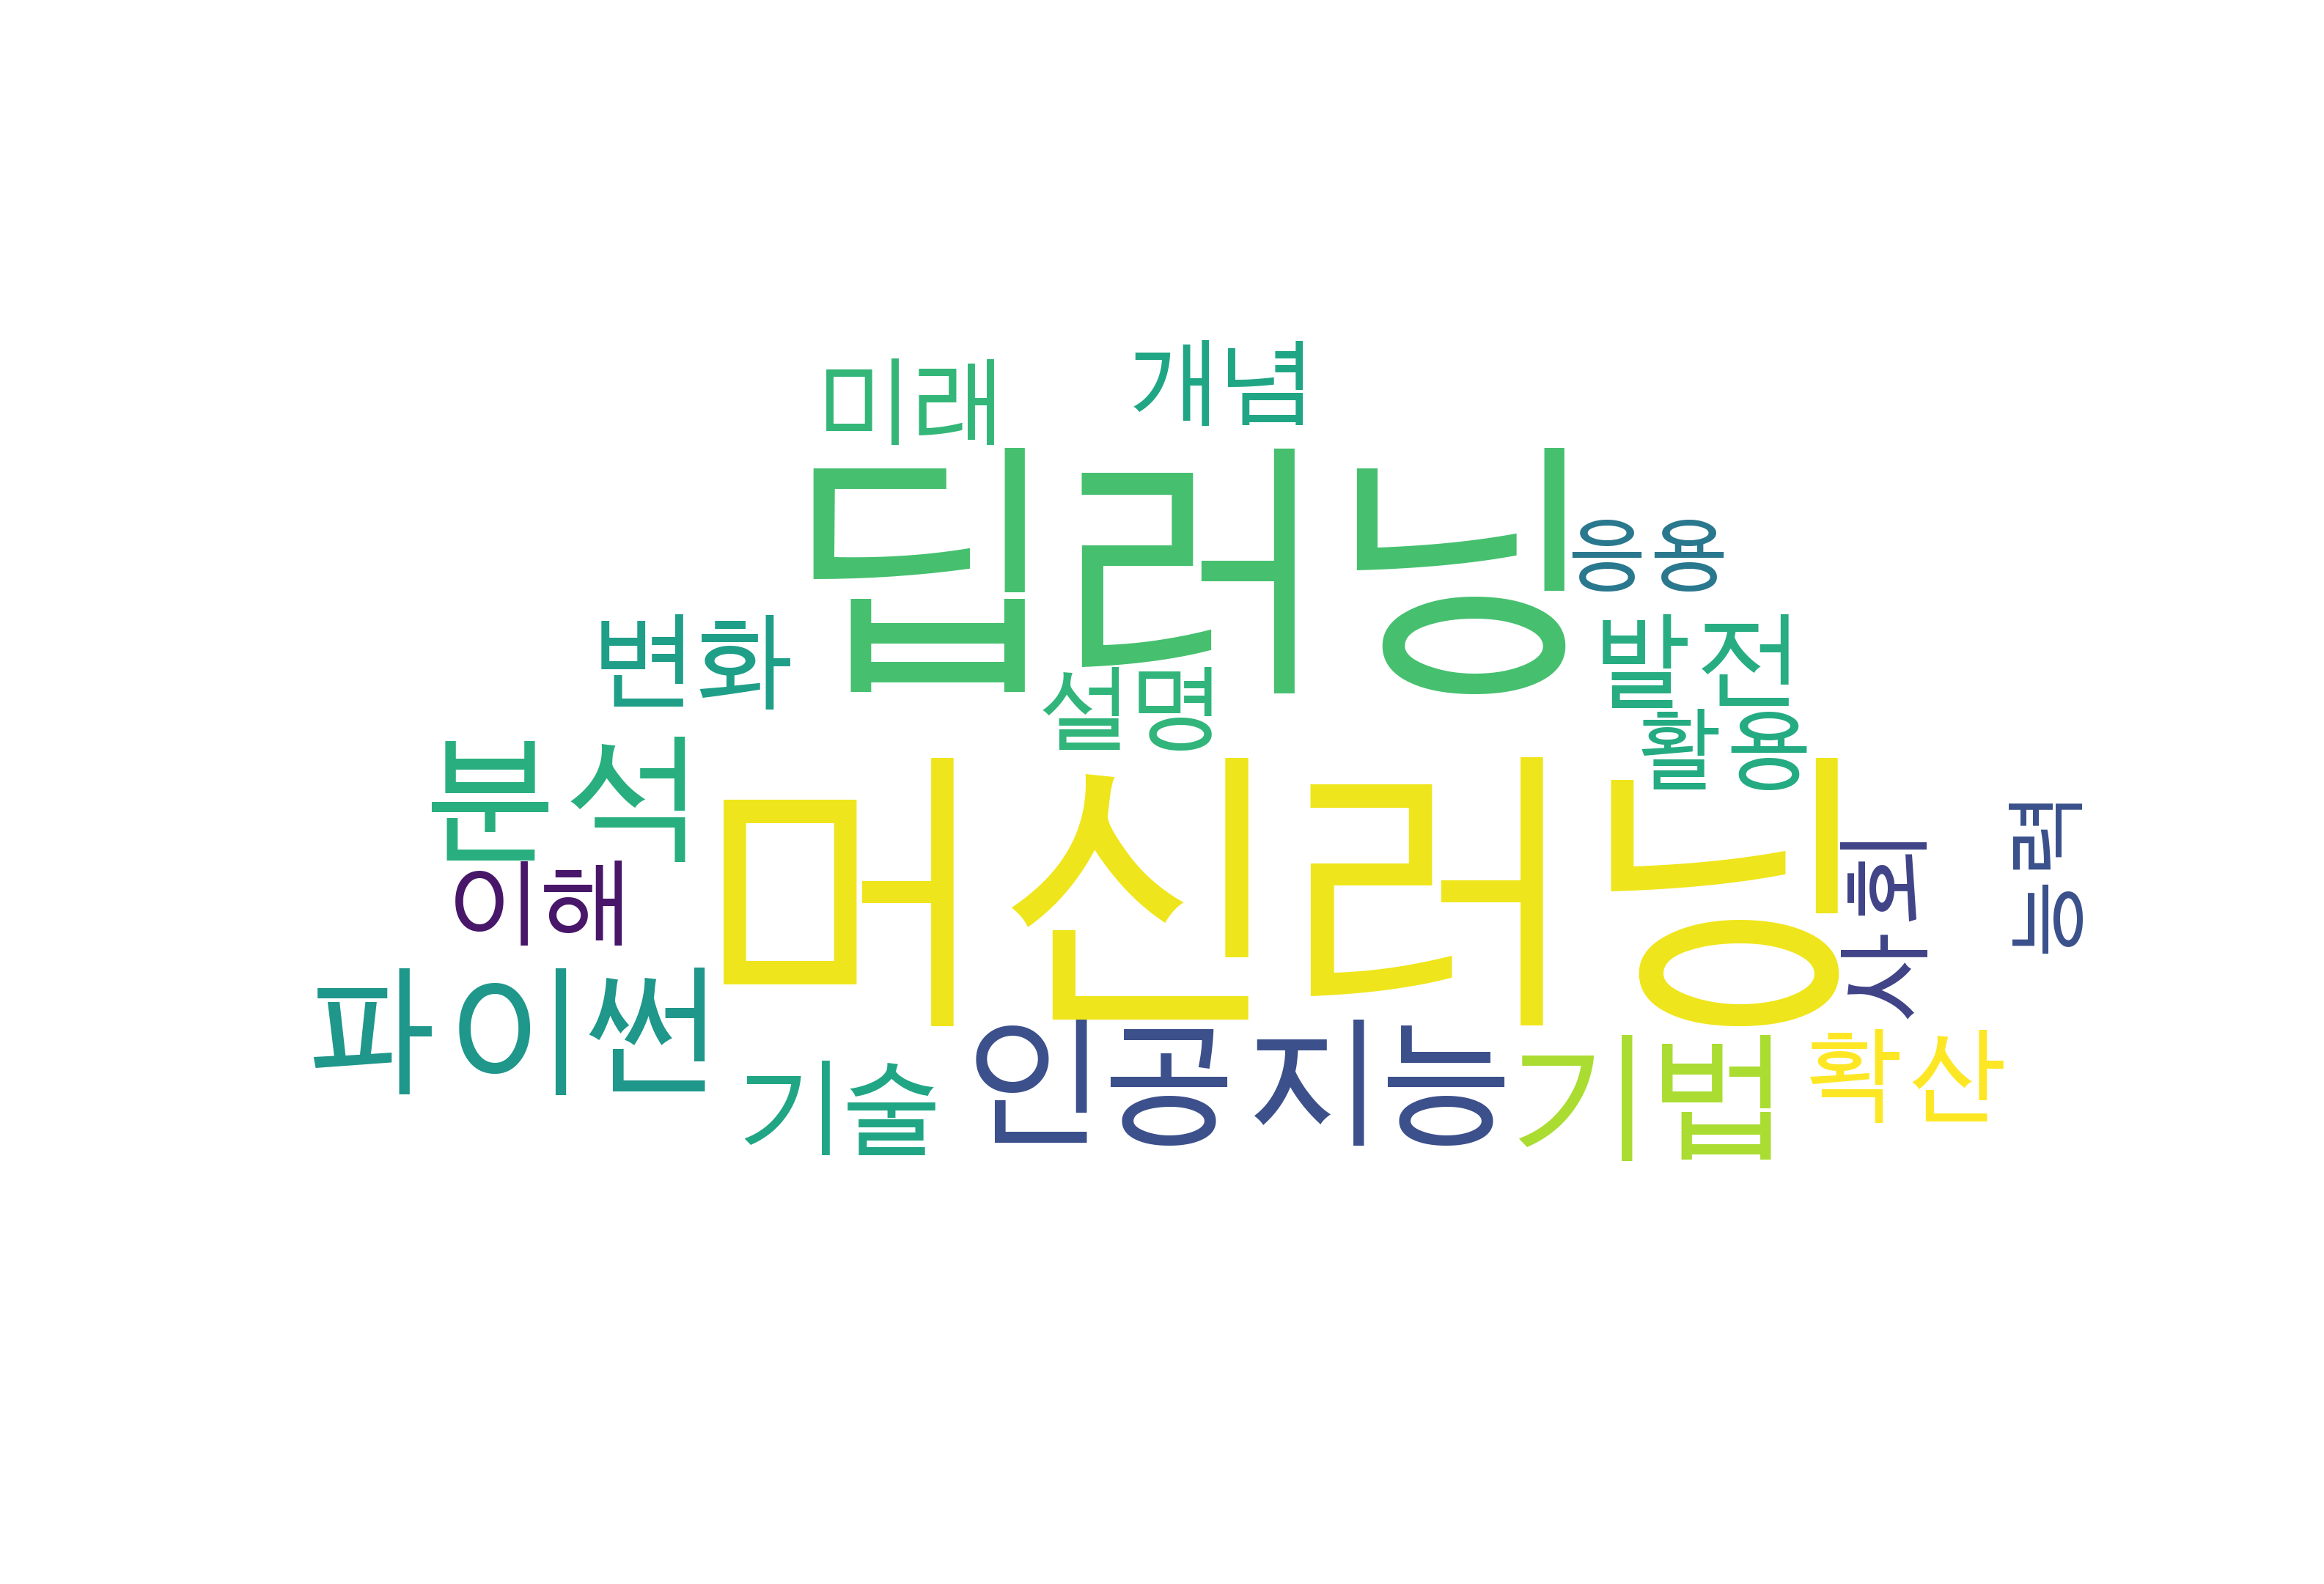 미래
개념
딥러닝
응용
변화
설명
발전
활용
분석
머신러닝
능력
사회
이해
파이썬
기술
인공지능
기법
확산